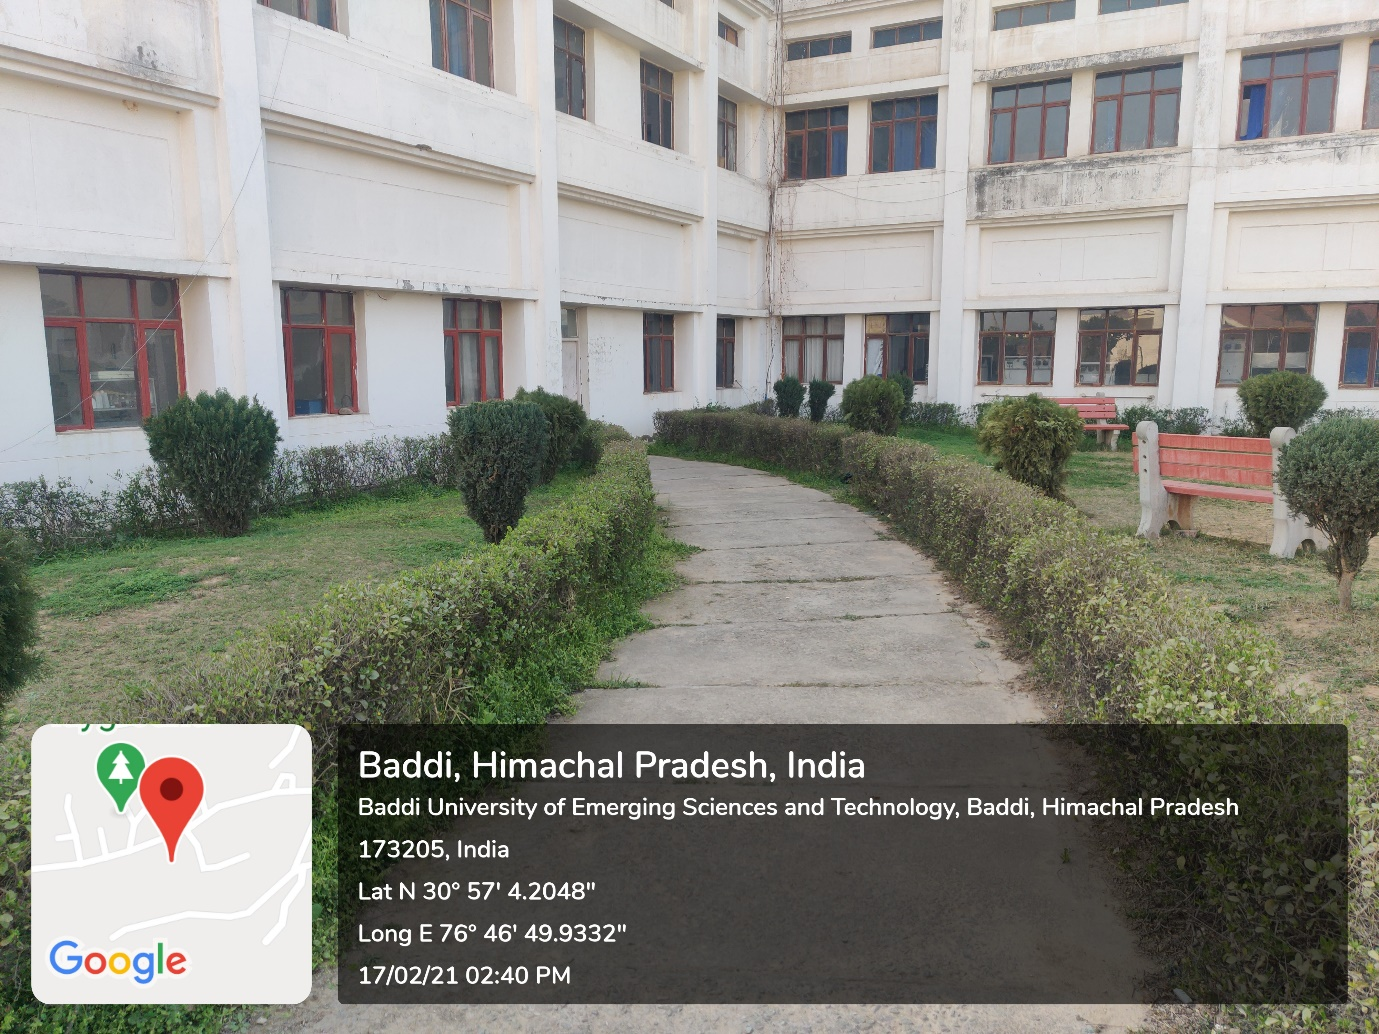 Baddi, Himachal Pradesh, India
Baddi University of Emerging Sciences and Technology, Baddi, Himachal Pradesh
173205, India
Lat N 30° 57' 4.2048"
Long E 76° 46' 49.9332"
17/02/21 02:40 PM
Google